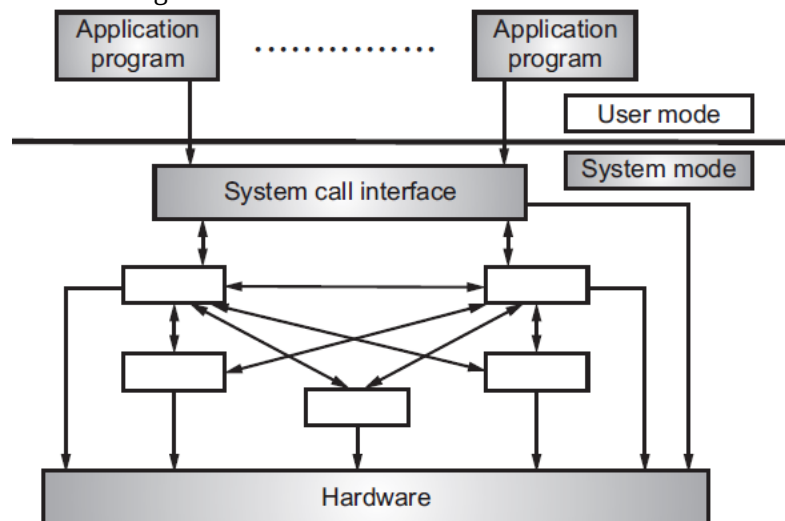 Application
program
Application
program
User mode
System mode
System call interface
Hardware